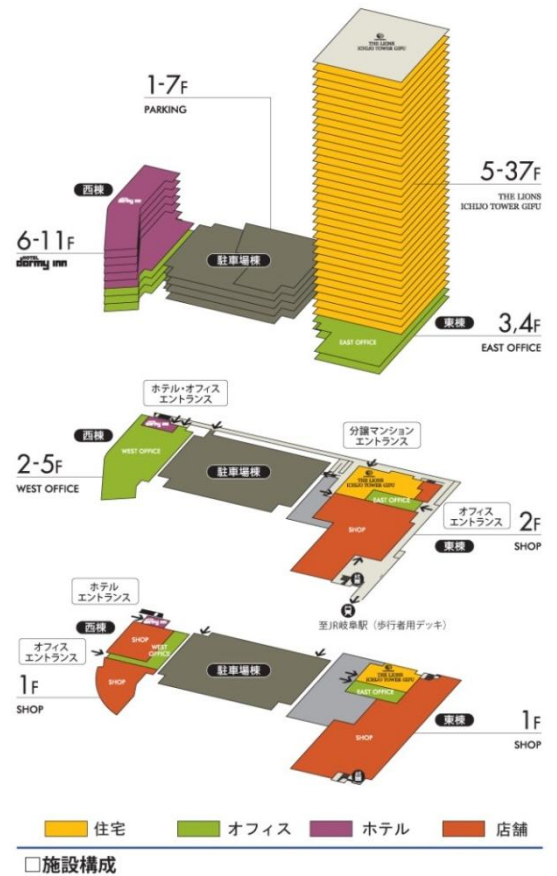 THE LIONS
ICHIJO TOWER GIFU
1-7F
PARKING
西棟
dormy inn
5-37F
THE LIONS
ICHIJO TOWER GIFU
6-11F
HOTEL
dormy inn
駐車場棟
東棟
3,4F
EAST OFFICE
EAST OFFICE
ホテル・オフィス
エントランス
西棟
分譲マンション
エントランス
WEST OFFICE
2-5F
WEST OFFICE
駐車場棟
THE LIONS
ICHIJO TOWER GIFU
EAST OFFICE
SHOP
オフィス
エントランス
2F
SHOP
東棟
至JR岐阜駅（歩行者用デッキ）
ホテル
エントランス
西棟
オフィス
エントランス
SHOP
WEST
OFFICE
SHOP
1F
SHOP
駐車場棟
THE LIONS
ICHIJO TOWER GIFU
EAST OFFICE
SHOP
東棟
1F
SHOP
住宅
オフィス
ホテル
店舗
□施設構成